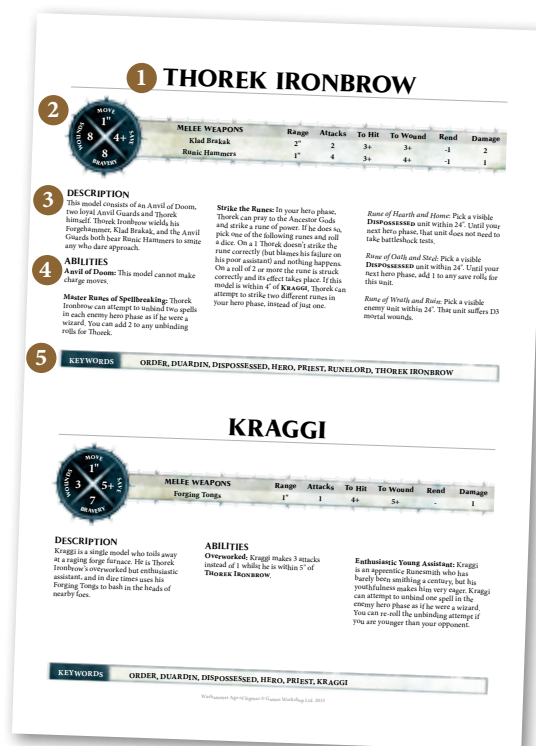 1 THOREK IRONBROW
2
MOVE
1"
WOUNDS 8 4+ SAVE
8
BRAVERY
MELEE WEAPONS Range Attacks To Hit To Wound Rend Damage
Klad Brakak 2" 2 3+ 3+ -1 2
Runic Hammers 1" 4 3+ 4+ -1 1
3
DESCRIPTION
This model consists of an Anvil of Doom,
two loyal Anvil Guards and Thorek
himself. Thorek Ironbrow wields his
Forgehammer, Klad Brakak, and the Anvil
Guards both bear Runic Hammers to smite
any who dare approach.
4
ABILITIES
Anvil of Doom: This model cannot make
charge moves.
Master Runes of Spellbreaking: Thorek
Ironbrow can attempt to unbind two spells
in each enemy hero phase as if he were a
wizard. You can add 2 to any unbinding
rolls for Thorek.
Strike the Runes: In your hero phase,
Thorek can pray to the Ancestor Gods
and strike a rune of power. If he does so,
pick one of the following runes and roll
a dice. On a 1 Thorek doesn't strike the
rune correctly (but blames his failure on
his poor assistant) and nothing happens.
On a roll of 2 or more the rune is struck
correctly and its effect takes place. If this
model is within 4" of KRAGGI, Thorek can
attempt to strike two different runes in
your hero phase, instead of just one.
Rune of Hearth and Home: Pick a visible
DISPOSSESSED unit within 24". Until your
next hero phase, that unit does not need to
take battleshock tests.
Rune of Oath and Steel: Pick a visible
DISPOSSESSED unit within 24". Until your
next hero phase, add 1 to any save rolls for
this unit.
Rune of Wrath and Ruin: Pick a visible
enemy unit within 24". That unit suffers D3
mortal wounds.
5
KEYWORDS ORDER, DUARDIN, DISPOSSESSED, HERO, PRIEST, RUNELORD, THOREK IRONBROW
KRAGGI
MOVE
1"
WOUNDS 3 5+ SAVE
7
BRAVERY
MELEE WEAPONS Range Attacks To Hit To Wound Rend Damage
Forging Tongs 1" 1 4+ 5+ - 1
DESCRIPTION
Kraggi is a single model who toils away
at a raging forge furnace. He is Thorek
Ironbrow's overworked but enthusiastic
assistant, and in dire times uses his
Forging Tongs to bash in the heads of
nearby foes.
ABILITIES
Overworked: Kraggi makes 3 attacks
instead of 1 whilst he is within 5" of
THOREK IRONBROW.
Enthusiastic Young Assistant: Kraggi
is an apprentice Runesmith who has
barely been smithing a century, but his
youthfulness makes him very eager. Kraggi
can attempt to unbind one spell in the
enemy hero phase as if he were a wizard.
You can re-roll the unbinding attempt if
you are younger than your opponent.
KEYWORDS ORDER, DUARDIN, DISPOSSESSED, HERO, PRIEST, KRAGGI
Warhammer Age of Sigmar © Games Workshop Ltd. 2015